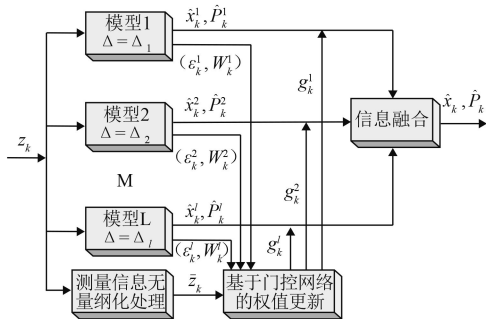 模型1
Δ = Δ₁
x̂ₖ¹, P̂ₖ¹
(εₖ¹, Wₖ¹)
gₖ¹
模型2
Δ = Δ₂
x̂ₖ², P̂ₖ²
(εₖ², Wₖ²)
zₖ
信息融合
x̂ₖ, P̂ₖ
M
gₖ²
模型L
Δ = Δₗ
x̂ₖˡ, P̂ₖˡ
(εₖˡ, Wₖˡ)
gₖˡ
测量信息无
量纲化处理
z̄ₖ
基于门控网络
的权值更新